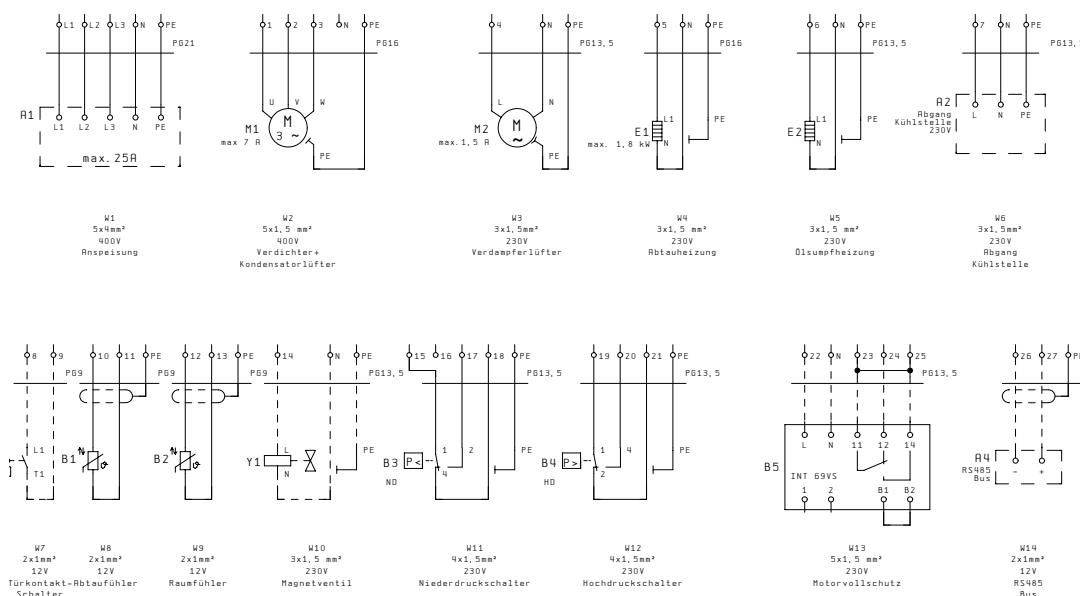 L1 L2 L3 N PE
PG21
A1
L1 L2 L3 N PE
max. 25A
W1
5x4mm²
400V
Anspeisung
1 2 3 N PE
PG16
U V W
M1
max 7 A
M
3 ~
PE
W2
5x1,5 mm²
400V
Verdichter+
Kondensatorlüfter
4 N PE
PG13,5
L N
M2
max.1,5 A
M
~
PE
W3
3x1,5mm²
230V
Verdampferlüfter
5 N PE
PG16
L1
PE
E1
N
max. 1,8 kW
W4
3x1,5 mm²
230V
Abtauheizung
6 N PE
PG13,5
L1
PE
E2
N
W5
3x1,5 mm²
230V
Ölsumpfheizung
7 N PE
PG13,
A2
Abgang
Kühlstelle
230V
L N PE
W6
3x1,5mm²
230V
Abgang
Kühlstelle
8 9
PG9
L1
T1
W7
2x1mm²
12V
Türkontakt-
Schalter
10 11 PE
PG9
B1
W8
2x1mm²
12V
Abtaufühler
12 13 PE
PG9
B2
W9
2x1mm²
12V
Raumfühler
14 N PE
PG13,5
L
PE
Y1
N
W10
3x1,5 mm²
230V
Magnetventil
15 16 17 18 PE
PG13,5
1 2
PE
B3
P<
4
ND
W11
4x1,5mm²
230V
Niederdruckschalter
19 20 21 PE
PG13,5
1 4
PE
B4
P>
2
HD
W12
4x1,5mm²
230V
Hochdruckschalter
22 N 23 24 25
PG13,5
L N 11 12 14
B5
INT 69VS
1 2 B1 B2
W13
5x1,5 mm²
230V
Motorvollschutz
26 27 PE
A4
RS485
Bus
- +
W14
2x1mm²
12V
RS485
Bus